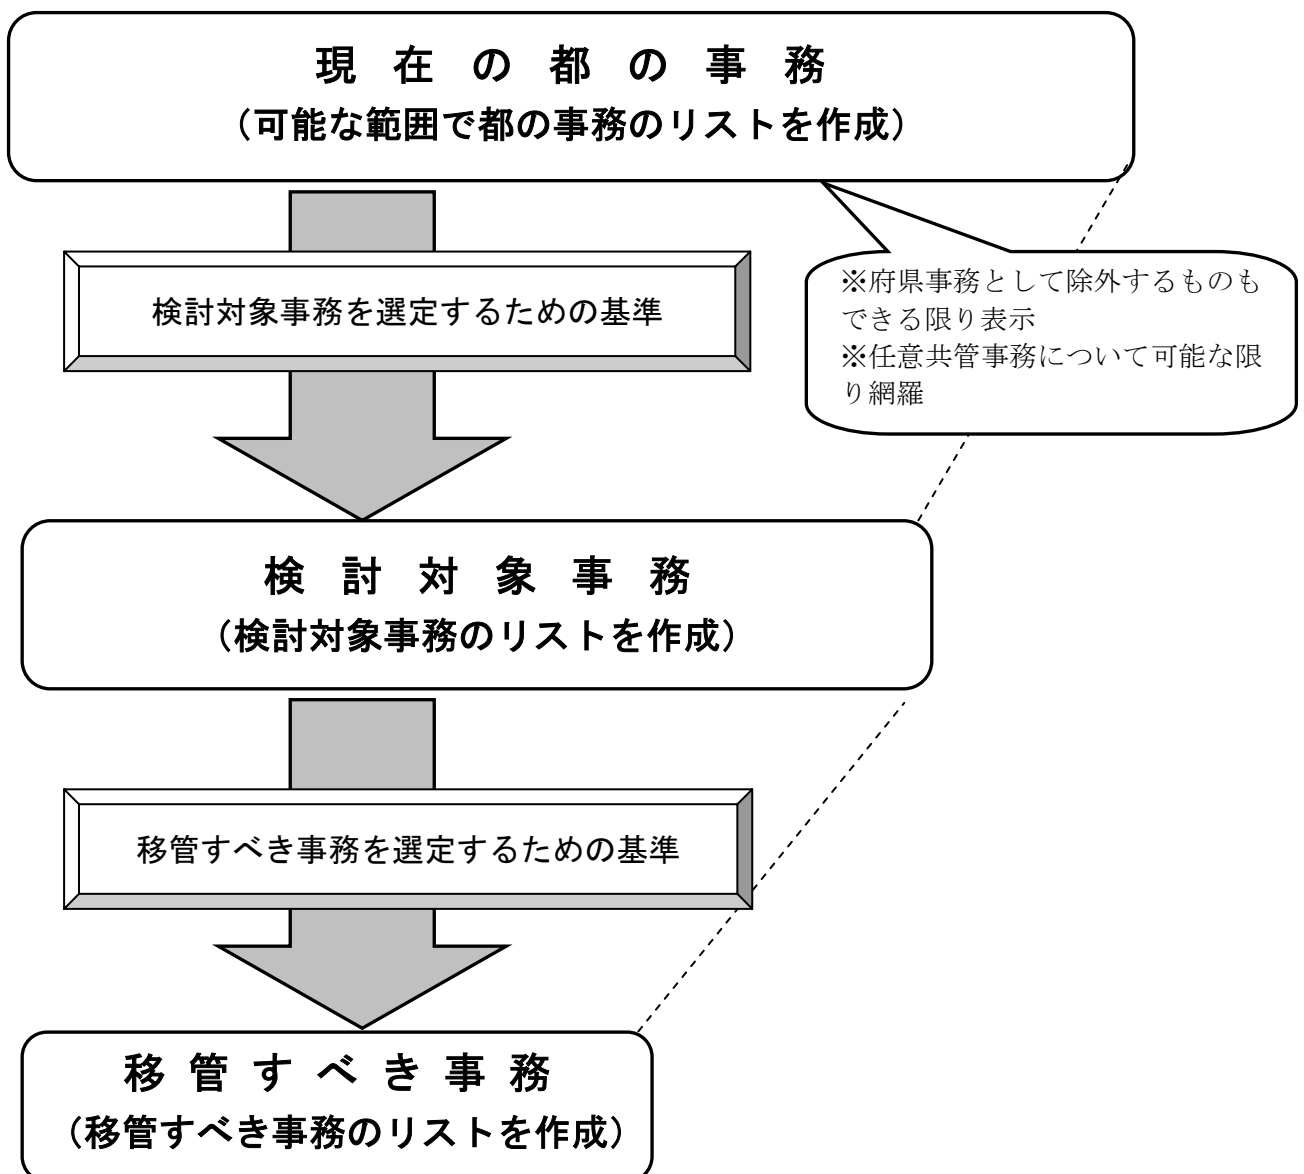 現在の都の事務
（可能な範囲で都の事務のリストを作成）
検討対象事務を選定するための基準
※府県事務として除外するものも
できる限り表示
※任意共管事務について可能な限
り網羅
検討対象事務
（検討対象事務のリストを作成）
移管すべき事務を選定するための基準
移管すべき事務
（移管すべき事務のリストを作成）